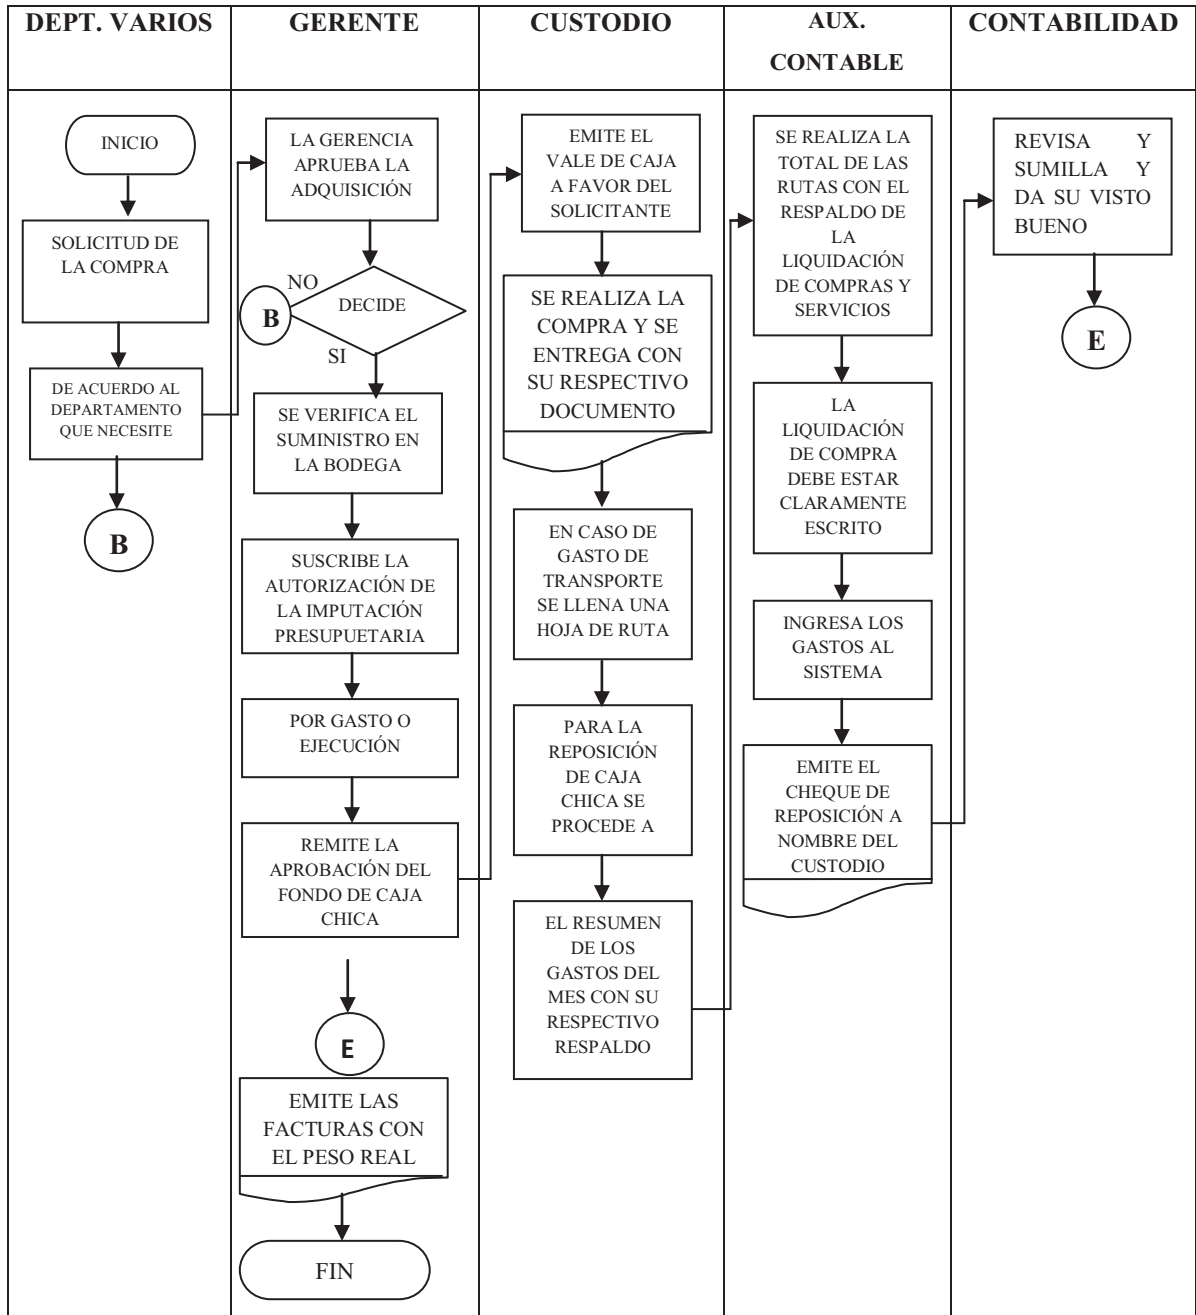 DEPT. VARIOS
GERENTE
CUSTODIO
AUX.
CONTABLE
CONTABILIDAD
INICIO
SOLICITUD DE
LA COMPRA
DE ACUERDO AL
DEPARTAMENTO
QUE NECESITE
B
LA GERENCIA
APRUEBA LA
ADQUISICIÓN
NO
B
DECIDE
SI
SE VERIFICA EL
SUMINISTRO EN
LA BODEGA
SUSCRIBE LA
AUTORIZACIÓN DE
LA IMPUTACIÓN
PRESUPUETARIA
POR GASTO O
EJECUCIÓN
REMITE LA
APROBACIÓN DEL
FONDO DE CAJA
CHICA
E
EMITE LAS
FACTURAS CON
EL PESO REAL
FIN
EMITE EL
VALE DE CAJA
A FAVOR DEL
SOLICITANTE
SE REALIZA LA
COMPRA Y SE
ENTREGA CON
SU RESPECTIVO
DOCUMENTO
EN CASO DE
GASTO DE
TRANSPORTE
SE LLENA UNA
HOJA DE RUTA
PARA LA
REPOSICIÓN
DE CAJA
CHICA SE
PROCEDE A
EL RESUMEN
DE LOS
GASTOS DEL
MES CON SU
RESPECTIVO
RESPALDO
SE REALIZA LA
TOTAL DE LAS
RUTAS CON EL
RESPALDO DE
LA
LIQUIDACIÓN
DE COMPRAS Y
SERVICIOS
LA
LIQUIDACIÓN
DE COMPRA
DEBE ESTAR
CLARAMENTE
ESCRITO
INGRESA LOS
GASTOS AL
SISTEMA
EMITE EL
CHEQUE DE
REPOSICIÓN A
NOMBRE DEL
CUSTODIO
REVISA Y
SUMILLA Y
DA SU VISTO
BUENO
E